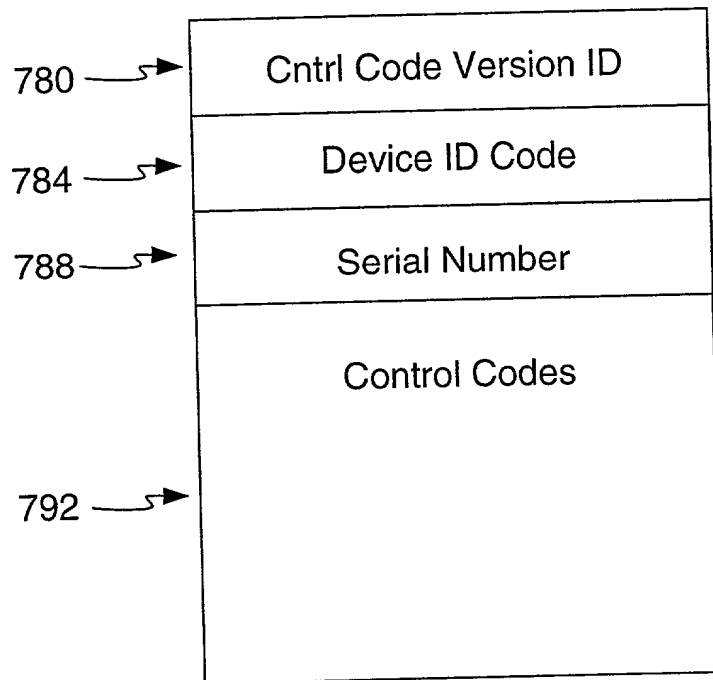 780 Cntrl Code Version ID
784 Device ID Code
788 Serial Number
Control Codes
792